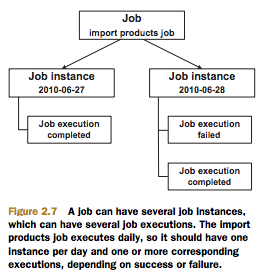 Job
import products job
Job instance
2010-06-27
Job instance
2010-06-28
Job execution
completed
Job execution
failed
Job execution
completed
Figure 2.7 A job can have several job instances,
which can have several job executions. The import
products job executes daily, so it should have one
instance per day and one or more corresponding
executions, depending on success or failure.